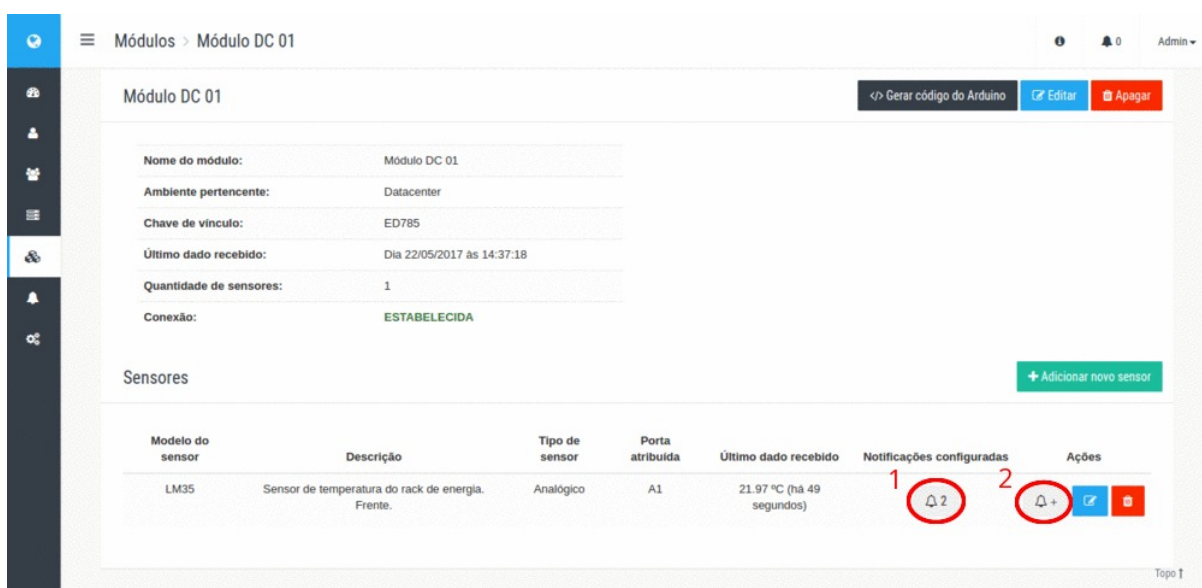 Módulos > Módulo DC 01
0
Admin
Módulo DC 01
</> Gerar código do Arduino
Editar
Apagar
Nome do módulo: Módulo DC 01
Ambiente pertencente: Datacenter
Chave de vínculo: ED785
Último dado recebido: Dia 22/05/2017 às 14:37:18
Quantidade de sensores: 1
Conexão: ESTABELECIDA
Sensores
+ Adicionar novo sensor
Modelo do
sensor
Descrição
Tipo de
sensor
Porta
atribuída
Último dado recebido
Notificações configuradas
Ações
LM35
Sensor de temperatura do rack de energia.
Frente.
Analógico
A1
21.97 ºC (há 49
segundos)
1
2
2
+
Topo